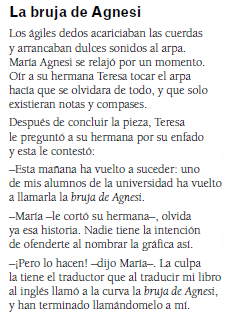 La bruja de Agnesi
Los ágiles dedos acariciaban las cuerdas
y arrancaban dulces sonidos al arpa.
María Agnesi se relajó por un momento.
Oír a su hermana Teresa tocar el arpa
hacía que se olvidara de todo, y que solo
existieran notas y compases.
Después de concluir la pieza, Teresa
le preguntó a su hermana por su enfado
y esta le contestó:
–Esta mañana ha vuelto a suceder: uno
de mis alumnos de la universidad ha vuelto
a llamarla la bruja de Agnesi.
–María –le cortó su hermana–, olvida
ya esa historia. Nadie tiene la intención
de ofenderte al nombrar la gráfica así.
–¡Pero lo hacen! –dijo María–. La culpa
la tiene el traductor que al traducir mi libro
al inglés llamó a la curva la bruja de Agnesi,
y han terminado llamándomelo a mí.